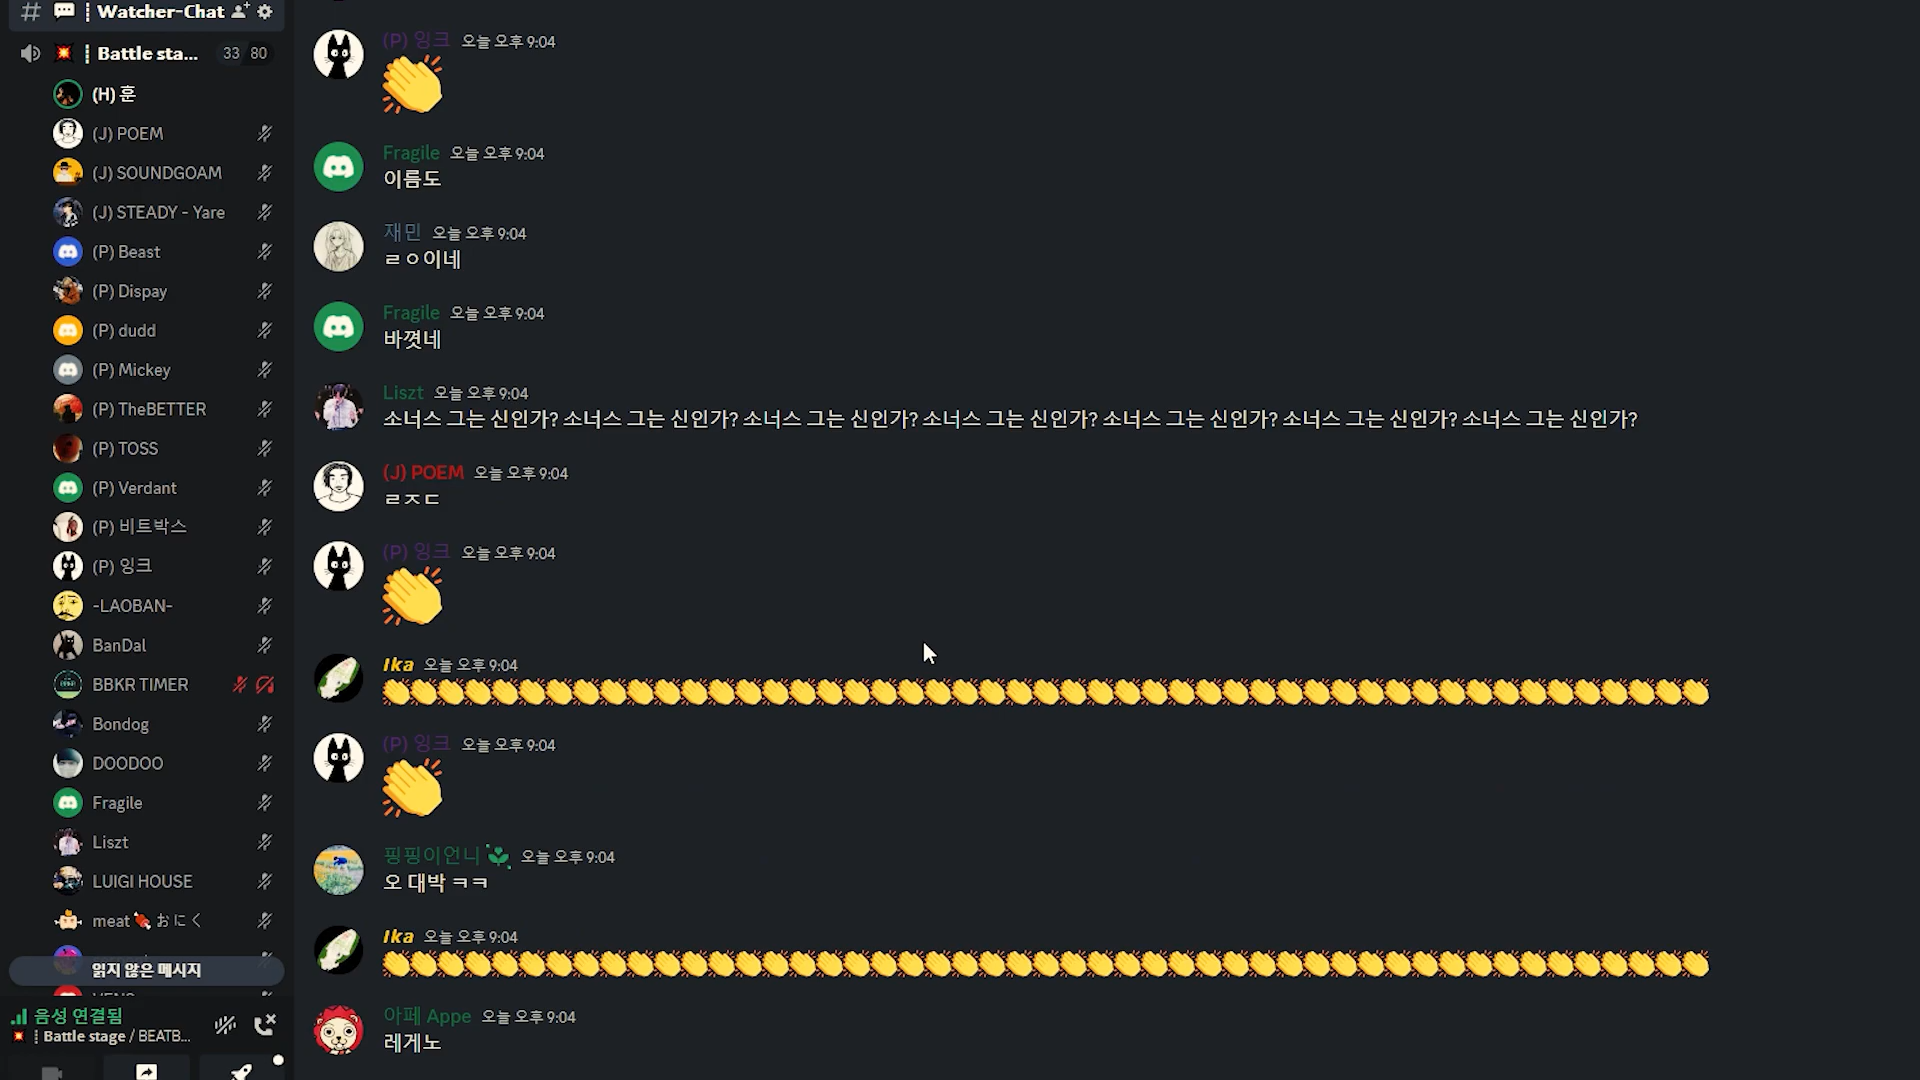 Watcher-Chat
Battle sta... 33 80
(H) 훈
(J) POEM
(J) SOUNDGOAM
(J) STEADY - Yare
(P) Beast
(P) Dispay
(P) dudd
(P) Mickey
(P) TheBETTER
(P) TOSS
(P) Verdant
(P) 비트박스
(P) 잉크
-LAOBAN-
BanDal
BBKR TIMER
Bondog
DOODOO
Fragile
Liszt
LUIGI HOUSE
meat🍖おにく
읽지 않은 메시지
음성 연결됨
Battle stage / BEATB...
(P) 잉크 오늘 오후 9:04
👏
Fragile 오늘 오후 9:04
이름도
재민 오늘 오후 9:04
ㄹㅇ이네
Fragile 오늘 오후 9:04
바꼇네
Liszt 오늘 오후 9:04
소너스 그는 신인가? 소너스 그는 신인가? 소너스 그는 신인가? 소너스 그는 신인가? 소너스 그는 신인가? 소너스 그는 신인가? 소너스 그는 신인가?
(J) POEM 오늘 오후 9:04
ㄹㅈㄷ
(P) 잉크 오늘 오후 9:04
👏
Ika 오늘 오후 9:04
👏👏👏👏👏👏👏👏👏👏👏👏👏👏👏👏👏👏👏👏👏👏👏👏👏👏👏👏👏👏👏👏👏👏👏👏👏👏👏👏👏👏👏👏👏👏👏👏👏
(P) 잉크 오늘 오후 9:04
👏
핑핑이언니 오늘 오후 9:04
오 대박 ㅋㅋ
Ika 오늘 오후 9:04
👏👏👏👏👏👏👏👏👏👏👏👏👏👏👏👏👏👏👏👏👏👏👏👏👏👏👏👏👏👏👏👏👏👏👏👏👏👏👏👏👏👏👏👏👏👏👏👏👏
아페 Appe 오늘 오후 9:04
레게노